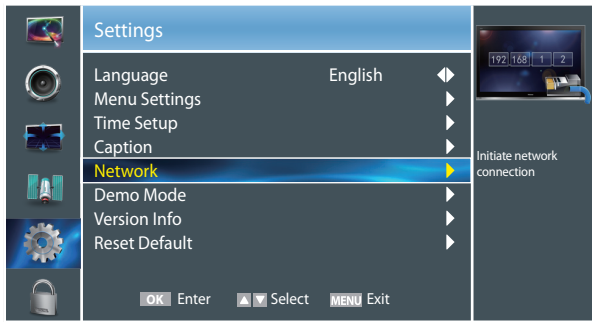 Settings
Language English
Menu Settings
Time Setup
Caption
Network
Demo Mode
Version Info
Reset Default
OK Enter ▲ ▼ Select MENU Exit
192 168 1 2
Initiate network
connection